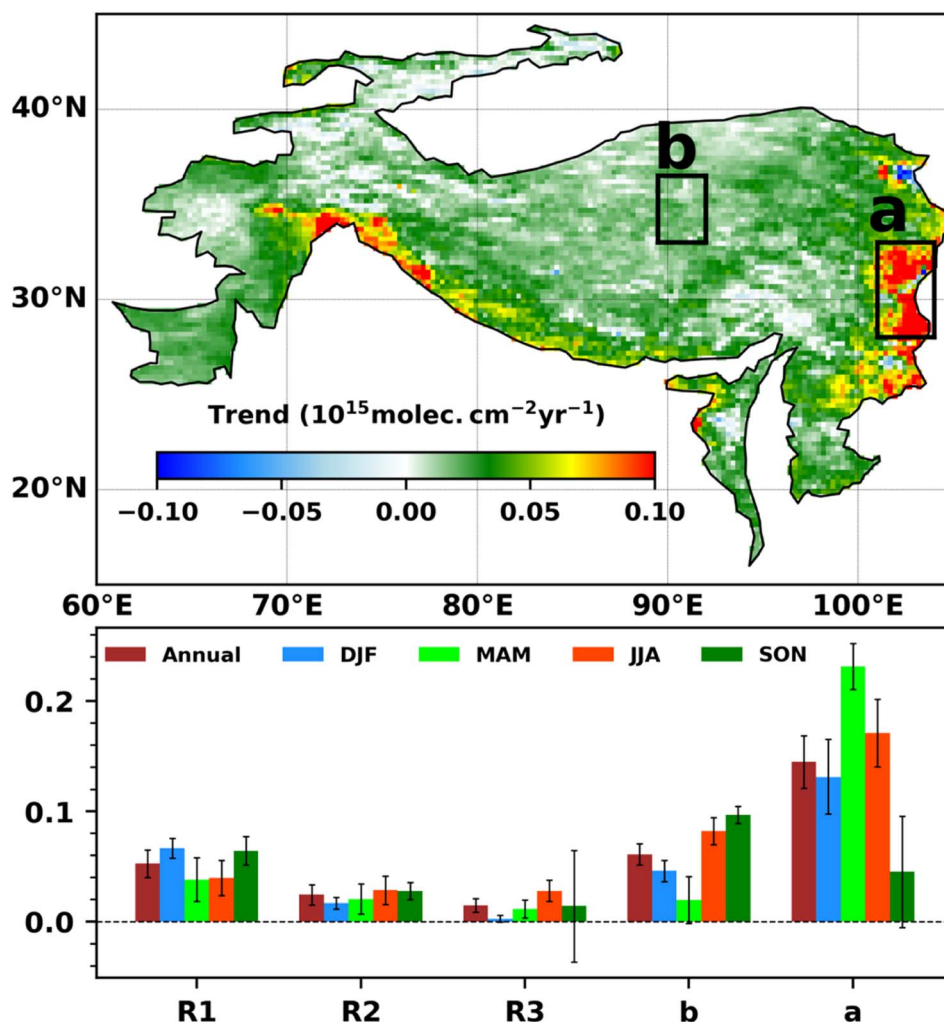 40°N
b
a
30°N
Trend (10¹⁵molec. cm⁻²yr⁻¹)
20°N
−0.10 −0.05 0.00 0.05 0.10
60°E 70°E 80°E 90°E 100°E
Annual DJF MAM JJA SON
0.2
0.1
0.0
R1 R2 R3 b a